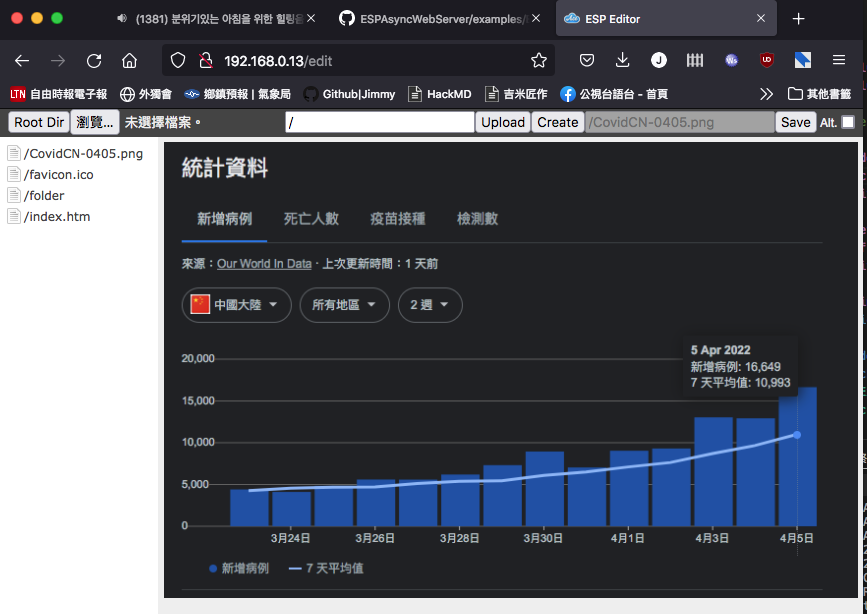 (1381) 분위기있는 아침을 위한 힐링음
ESPAsyncWebServer/examples/
ESP Editor
192.168.0.13/edit
自由時報電子報 外獨會 鄉鎮預報 | 氣象局 Github|Jimmy HackMD 吉米匠作 公視台語台 - 首頁 其他書籤
Root Dir 瀏覽... 未選擇檔案。 / Upload Create /CovidCN-0405.png Save Alt.
/CovidCN-0405.png
/favicon.ico
/folder
/index.htm
統計資料
新增病例 死亡人數 疫苗接種 檢測數
來源：Our World In Data · 上次更新時間：1 天前
中國大陸 所有地區 2 週
5 Apr 2022
新增病例: 16,649
7 天平均值: 10,993
20,000
15,000
10,000
5,000
0
3月24日 3月26日 3月28日 3月30日 4月1日 4月3日 4月5日
新增病例 7 天平均值